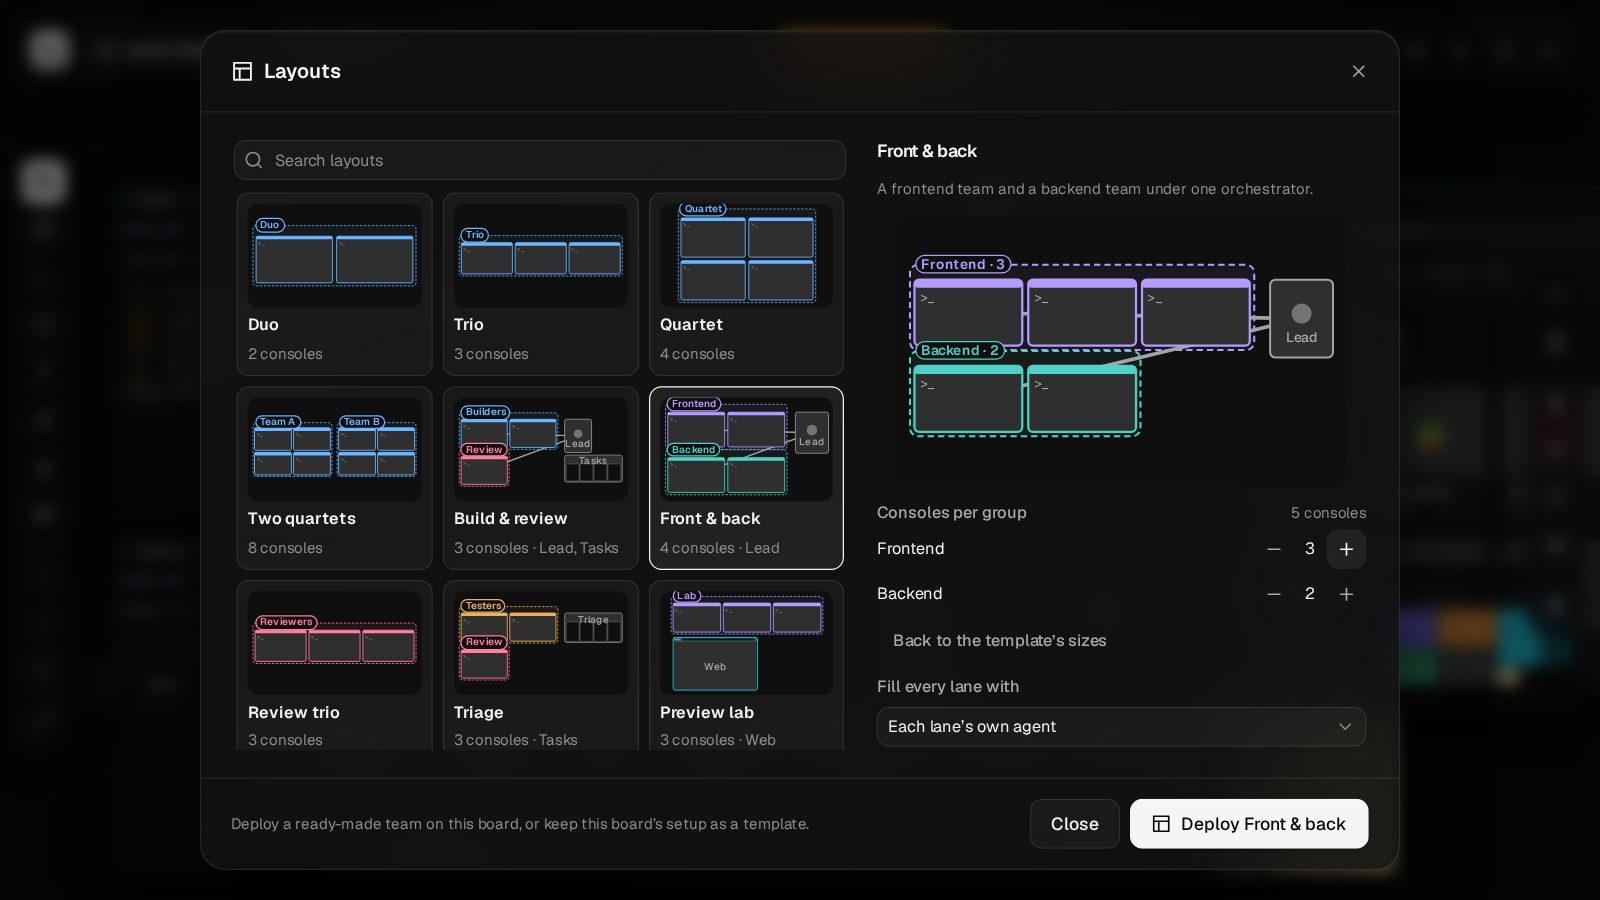 Layouts
Search layouts
Duo
>_ >_
Duo
2 consoles
Trio
>_ >_ >_
Trio
3 consoles
Quartet
>_ >_
>_ >_
Quartet
4 consoles
Team A Team B
Two quartets
8 consoles
Builders
Lead
Review
Tasks
Build & review
3 consoles · Lead, Tasks
Frontend
Lead
Backend
Front & back
4 consoles · Lead
Reviewers
Review trio
3 consoles
Testers
Triage
Review
Triage
3 consoles · Tasks
Lab
Web
Preview lab
3 consoles · Web
Front & back
A frontend team and a backend team under one orchestrator.
Frontend · 3
>_ >_ >_
Lead
Backend · 2
>_ >_
Consoles per group 5 consoles
Frontend − 3 +
Backend − 2 +
Back to the template’s sizes
Fill every lane with
Each lane’s own agent
Deploy a ready-made team on this board, or keep this board’s setup as a template.
Close
Deploy Front & back